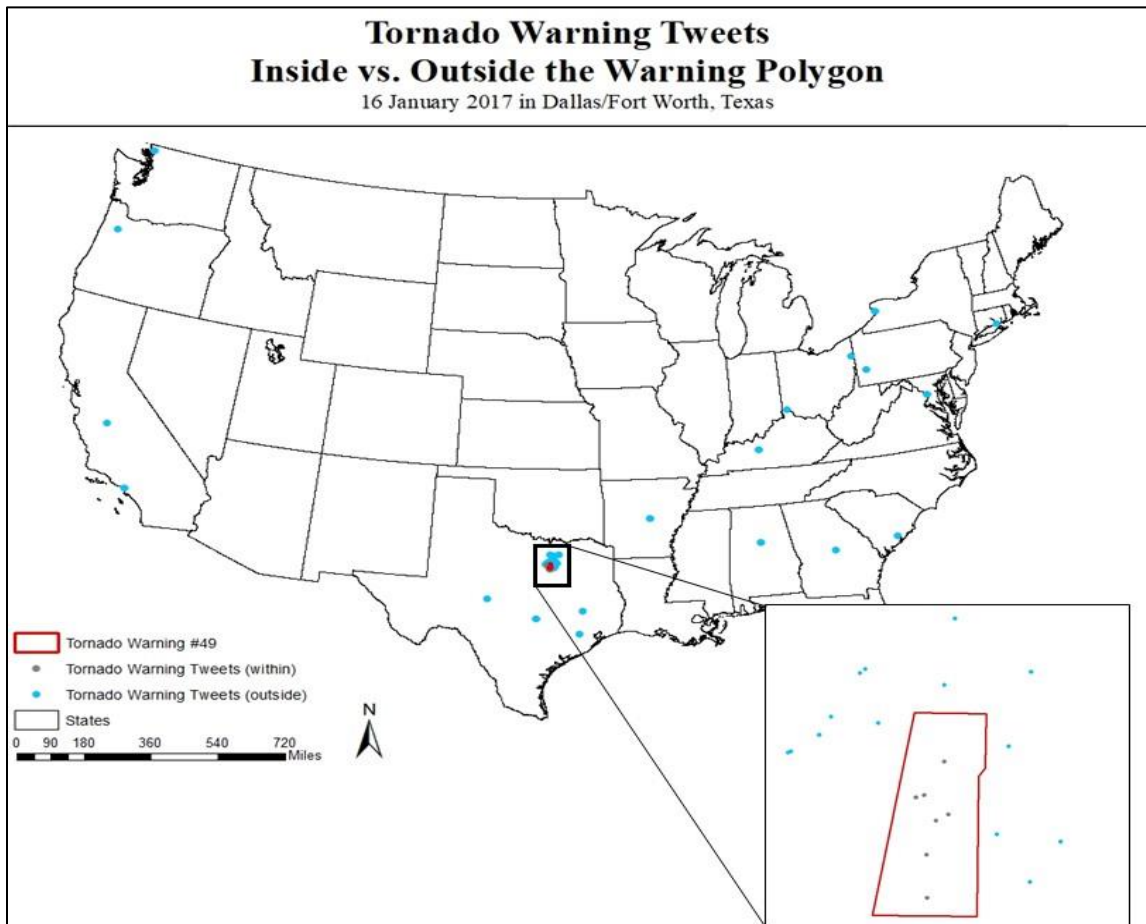 Tornado Warning Tweets
Inside vs. Outside the Warning Polygon
16 January 2017 in Dallas/Fort Worth, Texas
Tornado Warning #49
Tornado Warning Tweets (within)
Tornado Warning Tweets (outside)
States
N
0 90 180 360 540 720
Miles